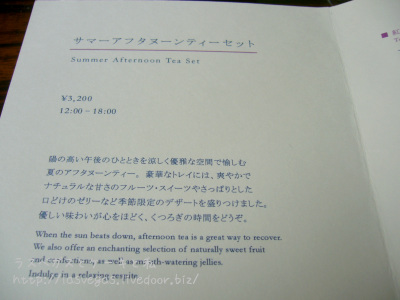 サマーアフタヌーンティーセット
Summer Afternoon Tea Set
¥3,200
12:00 - 18:00
陽の高い午後のひとときを涼しく優雅な空間で愉しむ
夏のアフタヌーンティー。豪華なトレイには、爽やかで
ナチュラルな甘さのフルーツ・スイーツやさっぱりとした
口どけのゼリーなど季節限定のデザートを盛りつけました。
優しい味わいが心をほどく、くつろぎの時間をどうぞ。
When the sun beats down, afternoon tea is a great way to recover.
We also offer an enchanting selection of naturally sweet fruit
and confections, as well as mouth-watering jellies.
Indulge in a relaxing respite.